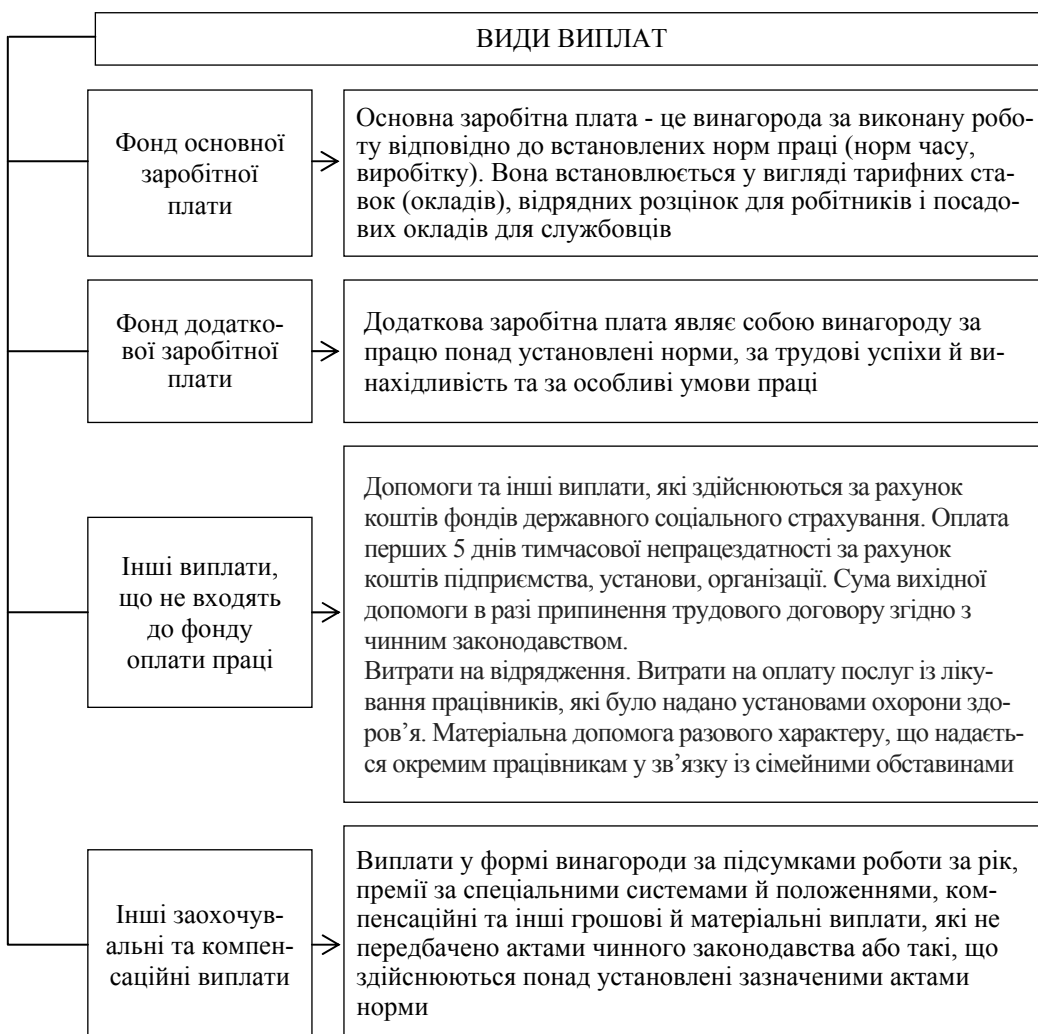 ВИДИ ВИПЛАТ
Фонд основної
заробітної
плати
Основна заробітна плата - це винагорода за виконану робо-
ту відповідно до встановлених норм праці (норм часу,
виробітку). Вона встановлюється у вигляді тарифних ста-
вок (окладів), відрядних розцінок для робітників і посадо-
вих окладів для службовців
Фонд додатко-
вої заробітної
плати
Додаткова заробітна плата являє собою винагороду за
працю понад установлені норми, за трудові успіхи й ви-
нахідливість та за особливі умови праці
Інші виплати,
що не входять
до фонду
оплати праці
Допомоги та інші виплати, які здійснюються за рахунок
коштів фондів державного соціального страхування. Оплата
перших 5 днів тимчасової непрацездатності за рахунок
коштів підприємства, установи, організації. Сума вихідної
допомоги в разі припинення трудового договору згідно з
чинним законодавством.
Витрати на відрядження. Витрати на оплату послуг із ліку-
вання працівників, які було надано установами охорони здо-
ров’я. Матеріальна допомога разового характеру, що надаєть-
ся окремим працівникам у зв’язку із сімейними обставинами
Інші заохочув-
альні та компен-
саційні виплати
Виплати у формі винагороди за підсумками роботи за рік,
премії за спеціальними системами й положеннями, ком-
пенсаційні та інші грошові й матеріальні виплати, які не
передбачено актами чинного законодавства або такі, що
здійснюються понад установлені зазначеними актами
норми